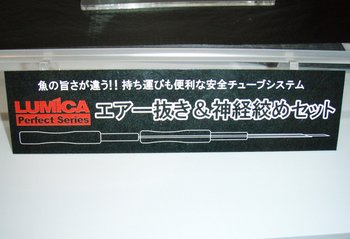 魚の旨さが違う!! 持ち運びも便利な安全チューブシステム
LUMICA
Perfect Series
エアー抜き&神経絞めセット